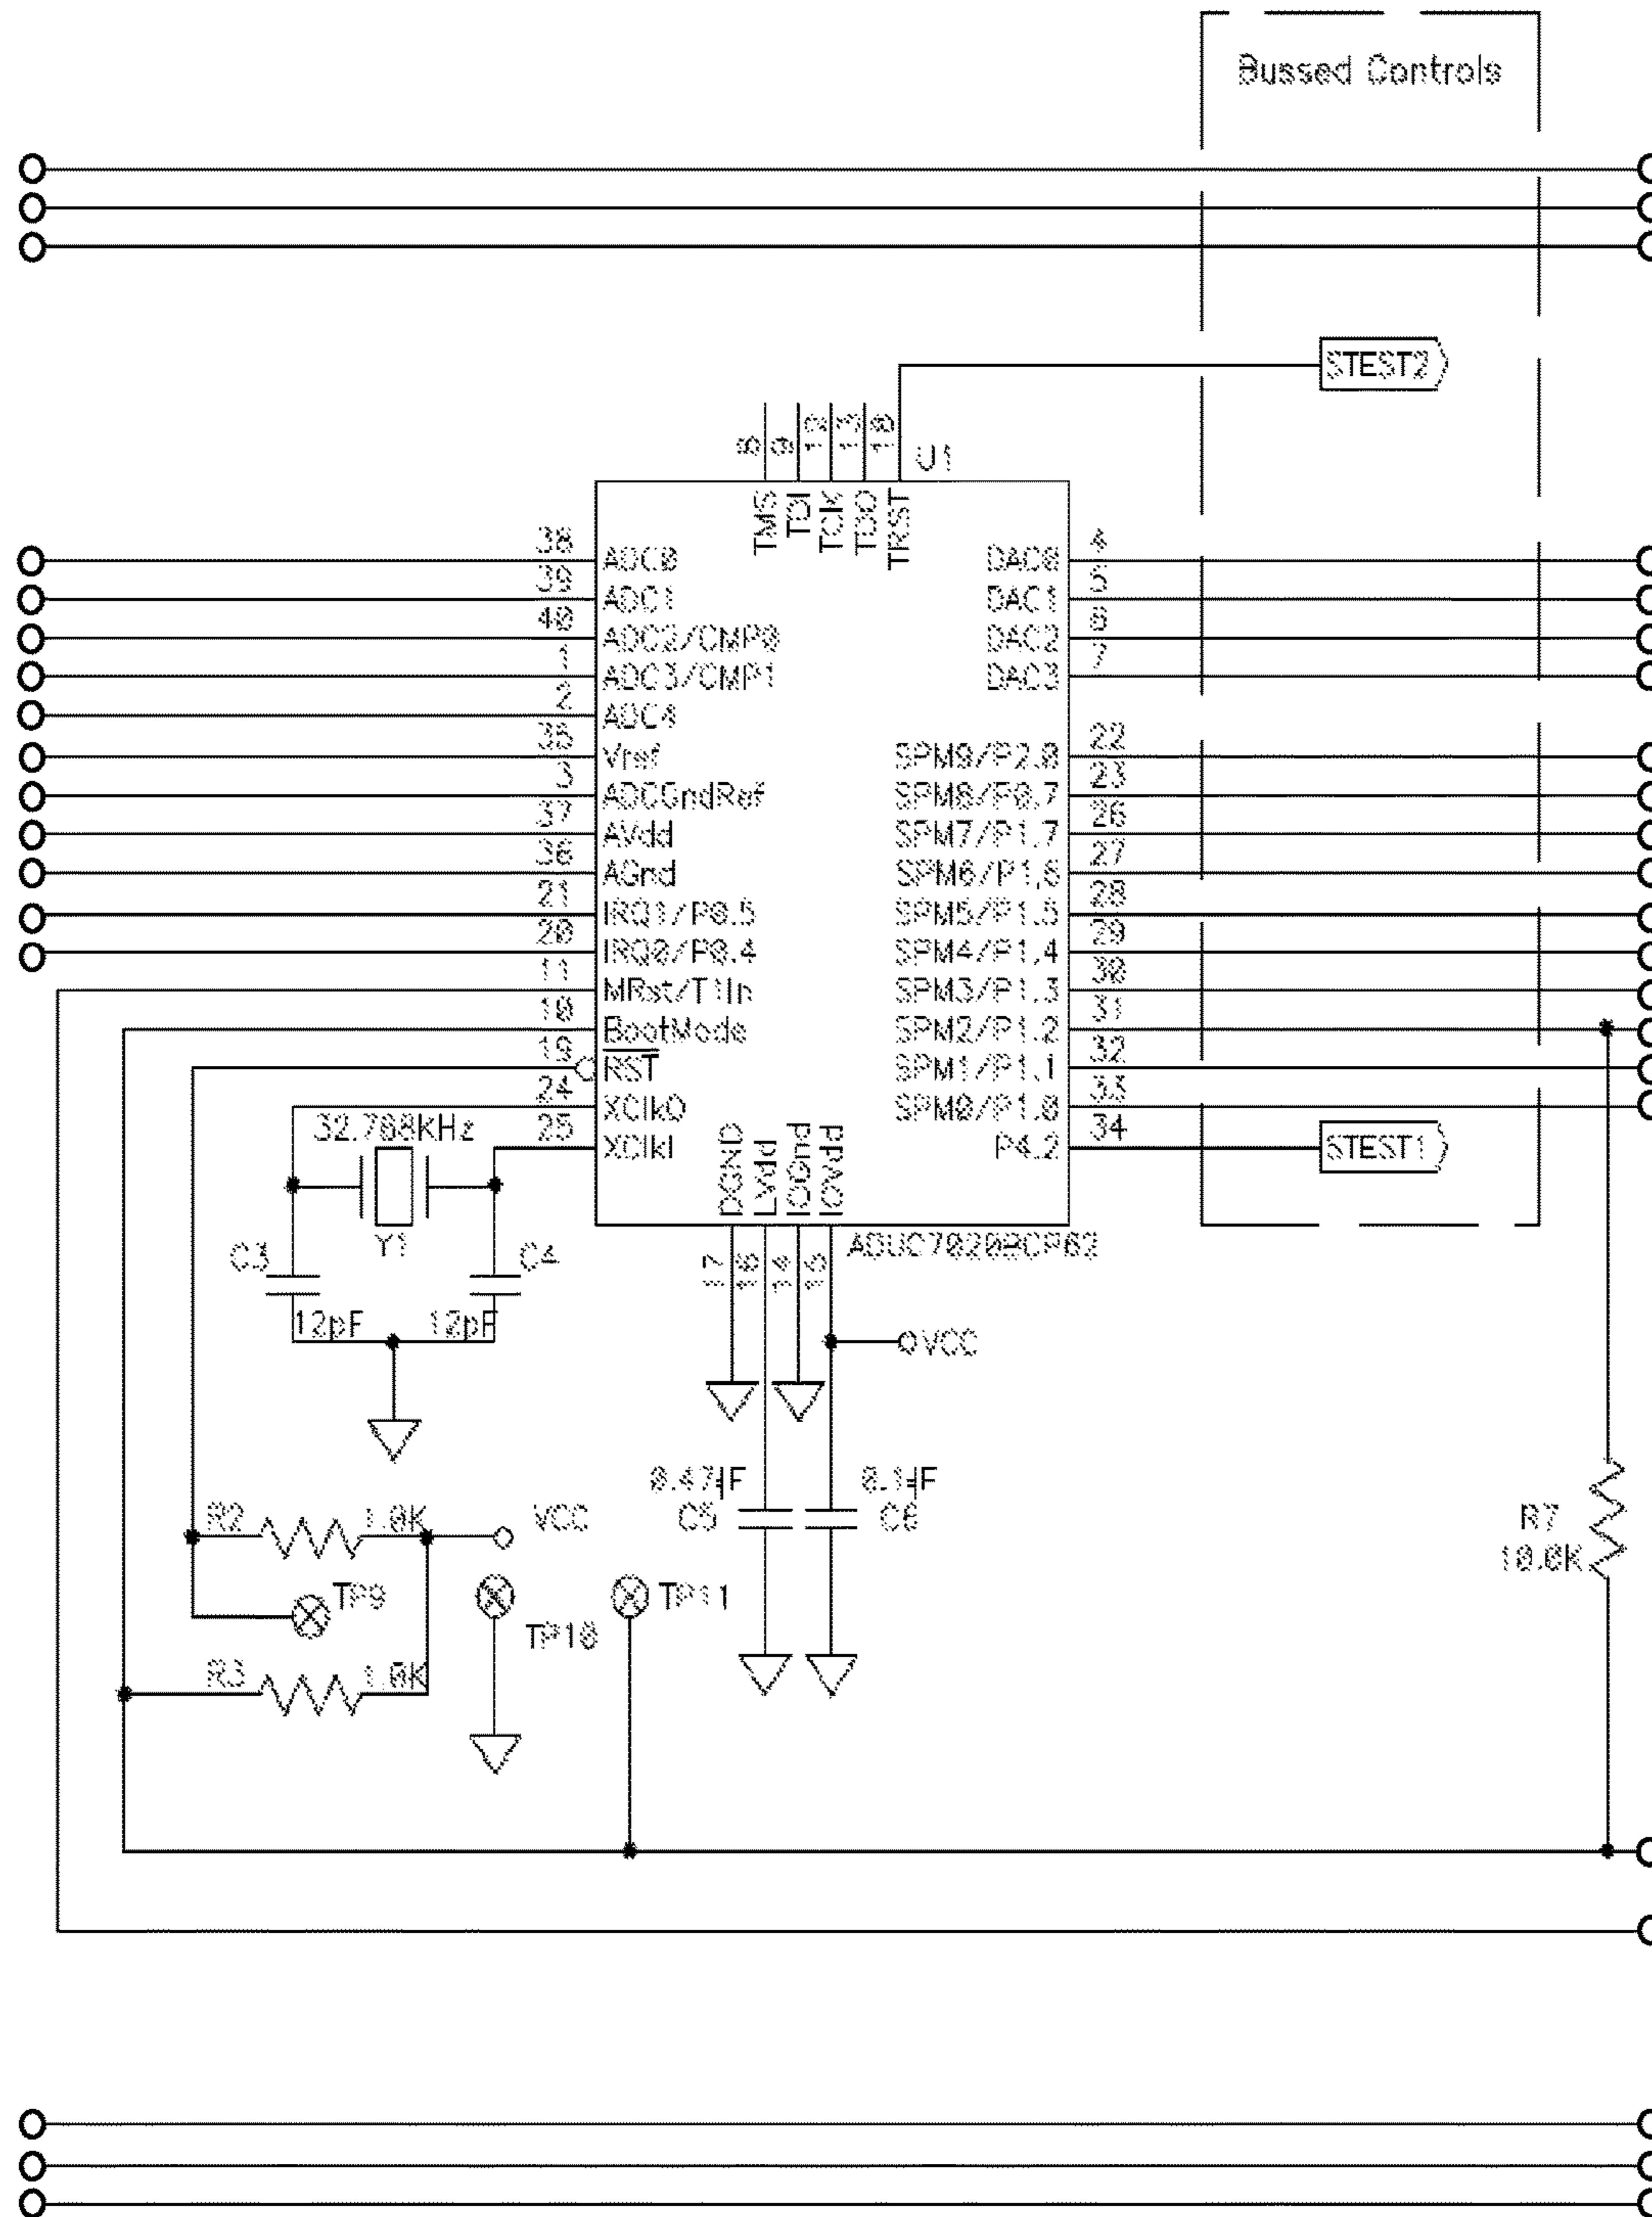 Bussed Controls
STEST2
8
9
12
13
18
U1
TMS
TDI
TClK
TDO
TRST
38
ADC0
39
ADC1
40
ADC2/CMP0
1
ADC3/CMP1
2
ADC4
35
Vref
3
ADCGndRef
37
AVdd
36
AGnd
21
IRQ1/P0.5
20
IRQ0/P0.4
11
MRst/T1In
10
BootMode
19
RST
24
XClkO
25
XClkI
4
DAC0
5
DAC1
6
DAC2
7
DAC3
22
SPM9/P2.0
23
SPM8/P0.7
26
SPM7/P1.7
27
SPM6/P1.6
28
SPM5/P1.5
29
SPM4/P1.4
30
SPM3/P1.3
31
SPM2/P1.2
32
SPM1/P1.1
33
SPM0/P1.0
34
P4.2
STEST1
DGND
LVdd
IOGnd
IOVdd
17
16
14
15
ADUC7020BCP62
32.768KHz
Y1
C3
12pF
C4
12pF
VCC
0.47µF
C5
0.1µF
C6
R2
1.0K
VCC
TP9
TP10
TP11
R3
1.0K
R7
10.0K